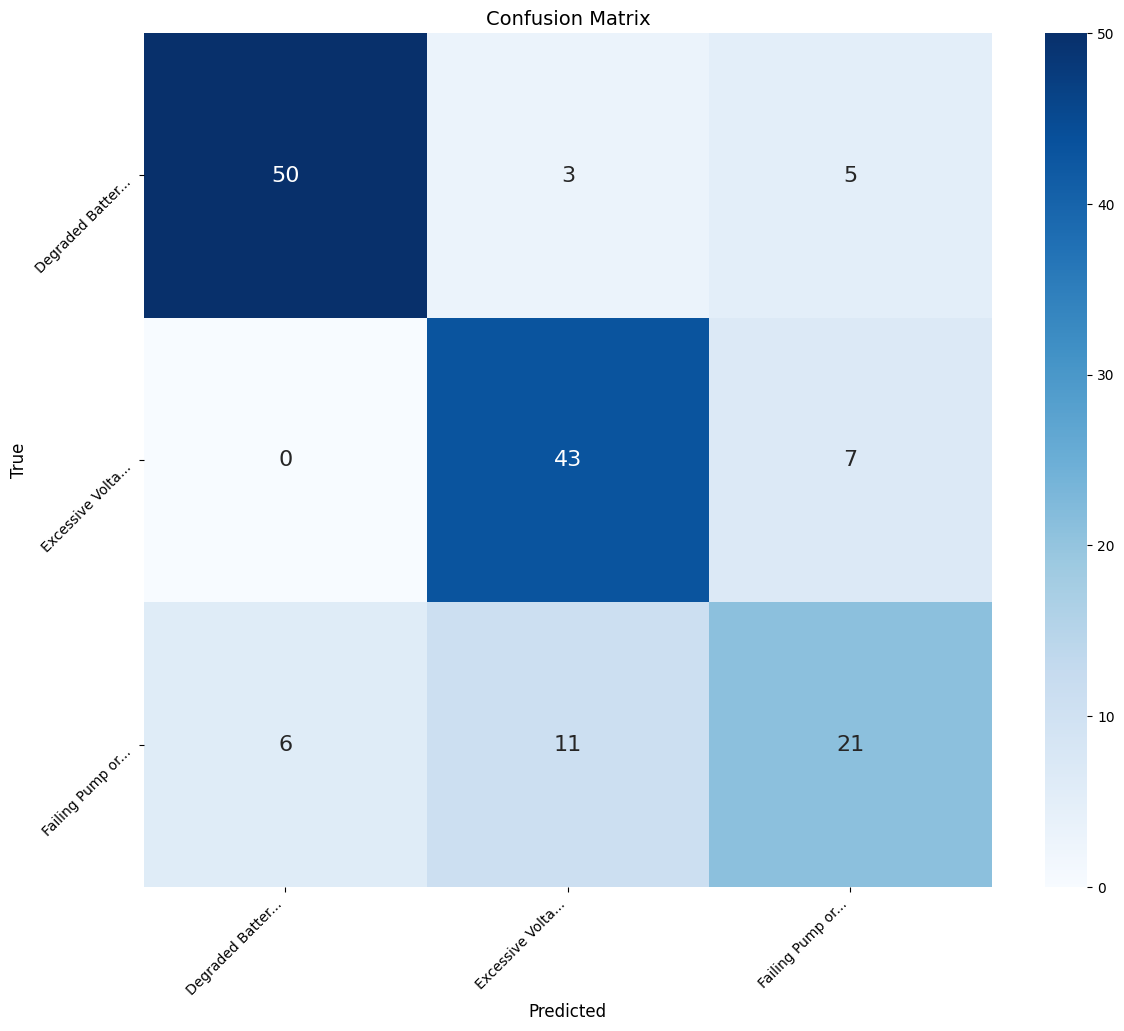 Confusion Matrix
50 3 5
0 43 7
6 11 21
Degraded Batter...
Excessive Volta...
Failing Pump or...
True
Degraded Batter...
Excessive Volta...
Failing Pump or...
Predicted
50
40
30
20
10
0